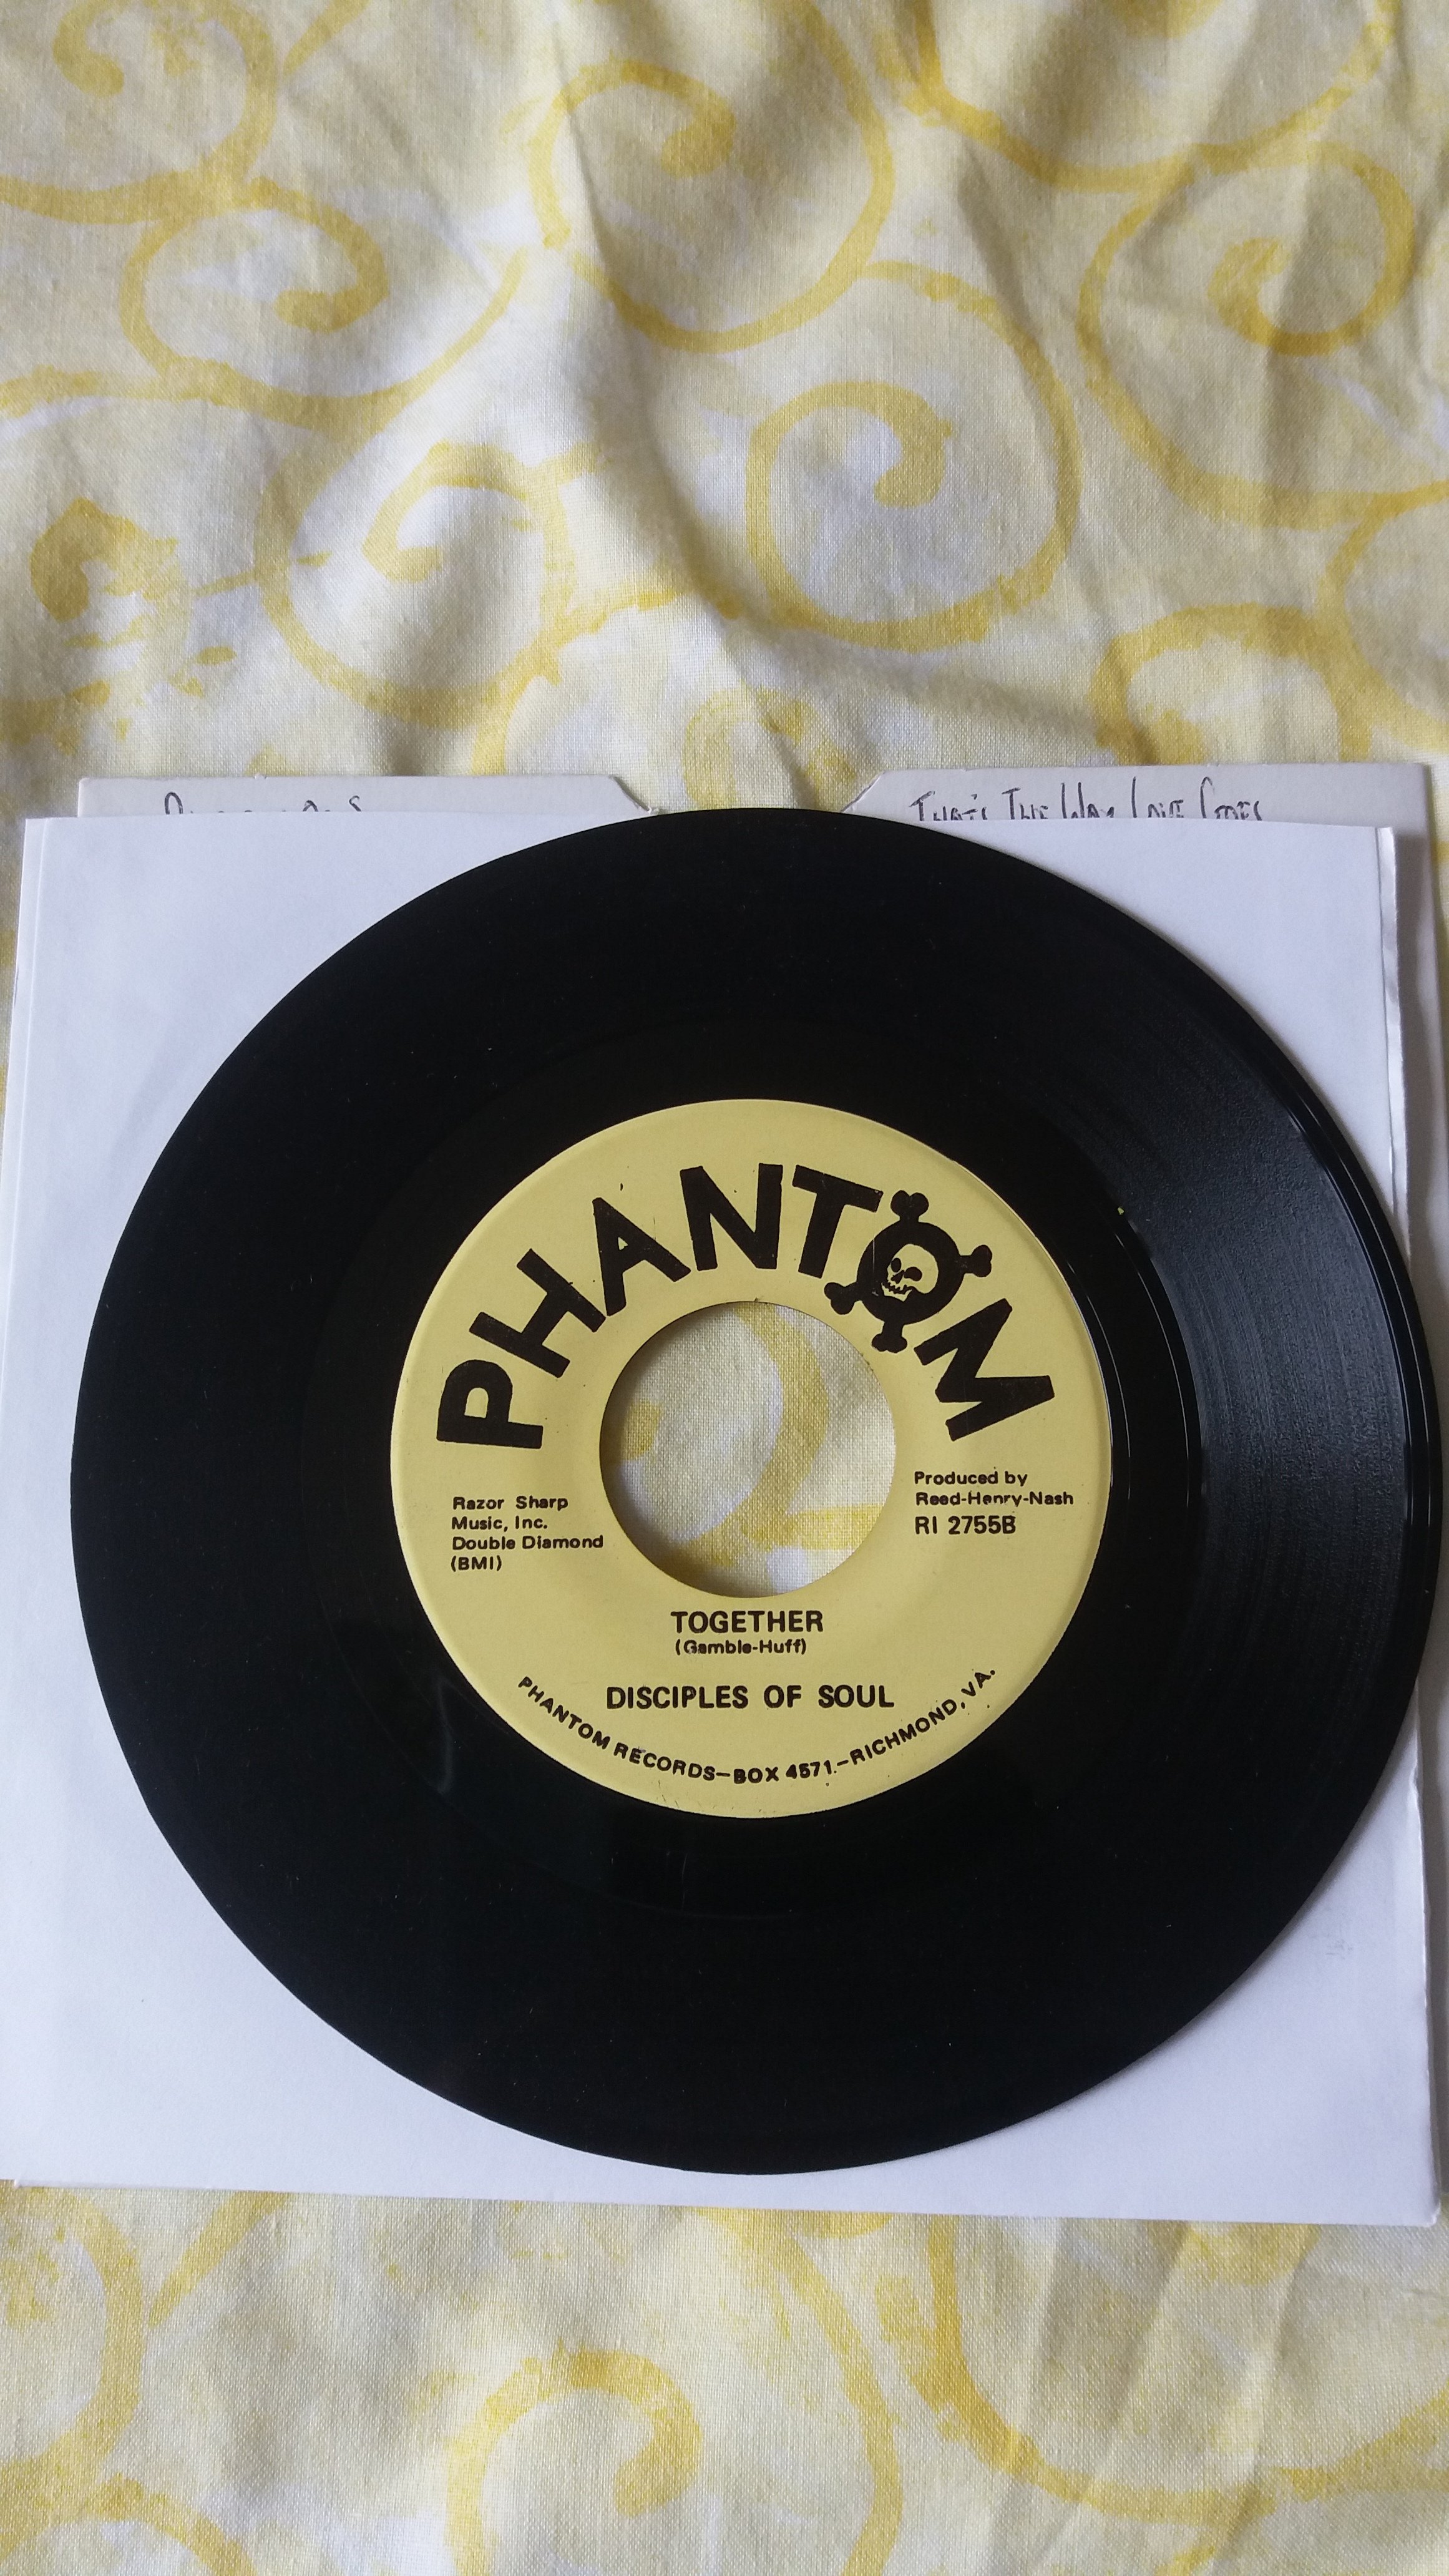 THAT'S THE WAY LOVE GOES
PHANTOM
Razor Sharp
Music, Inc.
Double Diamond
(BMI)
Produced by
Reed-Henry-Nash
RI 2755B
TOGETHER
(Gamble-Huff)
DISCIPLES OF SOUL
PHANTOM RECORDS—BOX 4571—RICHMOND, VA.